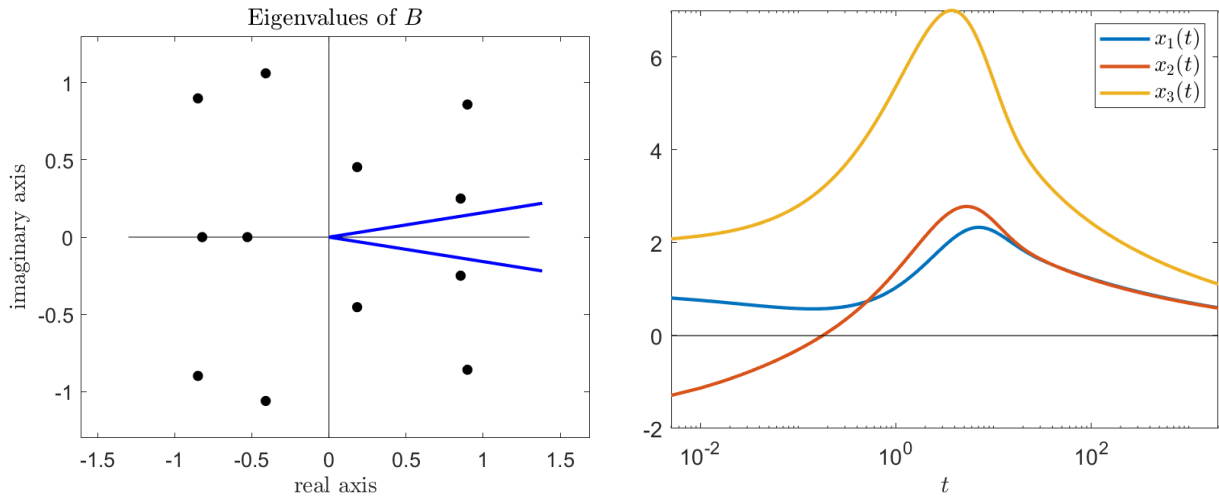 Eigenvalues of B
imaginary axis
1
0.5
0
-0.5
-1
-1.5 -1 -0.5 0 0.5 1 1.5
real axis
6
4
2
0
-2
10⁻² 10⁰ 10²
t
x₁(t)
x₂(t)
x₃(t)